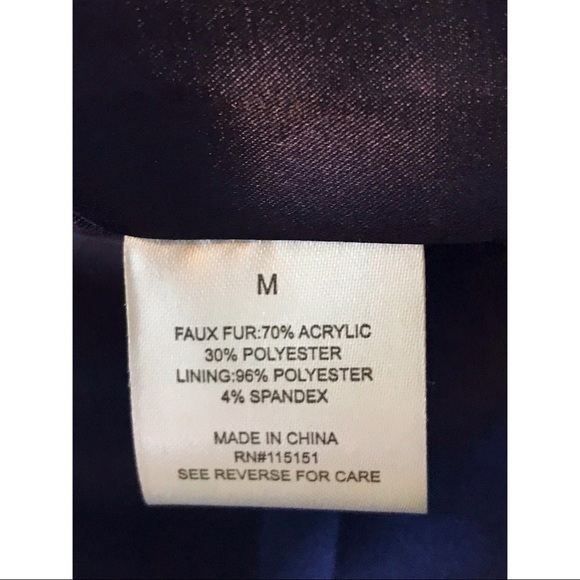 M
FAUX FUR:70% ACRYLIC
30% POLYESTER
LINING:96% POLYESTER
4% SPANDEX
MADE IN CHINA
RN#115151
SEE REVERSE FOR CARE